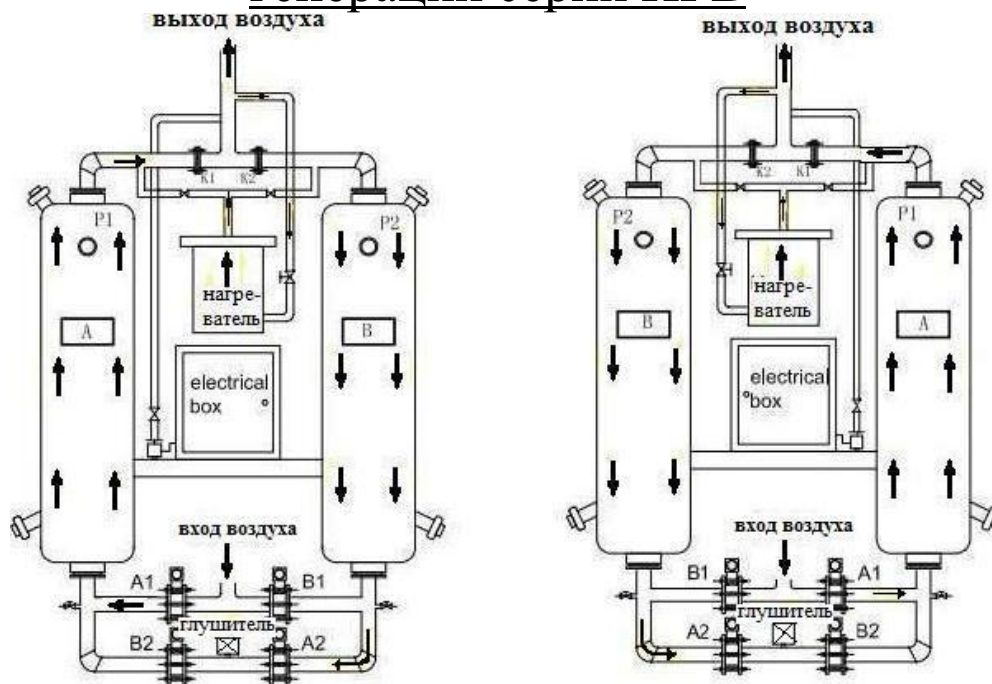 выход воздуха
K1 K2
P1
P2
нагре-
ватель
A
B
electrical
box
вход воздуха
A1
B1
глушитель
B2
A2
выход воздуха
K2 K1
P2
P1
нагре-
ватель
B
A
electrical
box
вход воздуха
B1
A1
глушитель
A2
B2